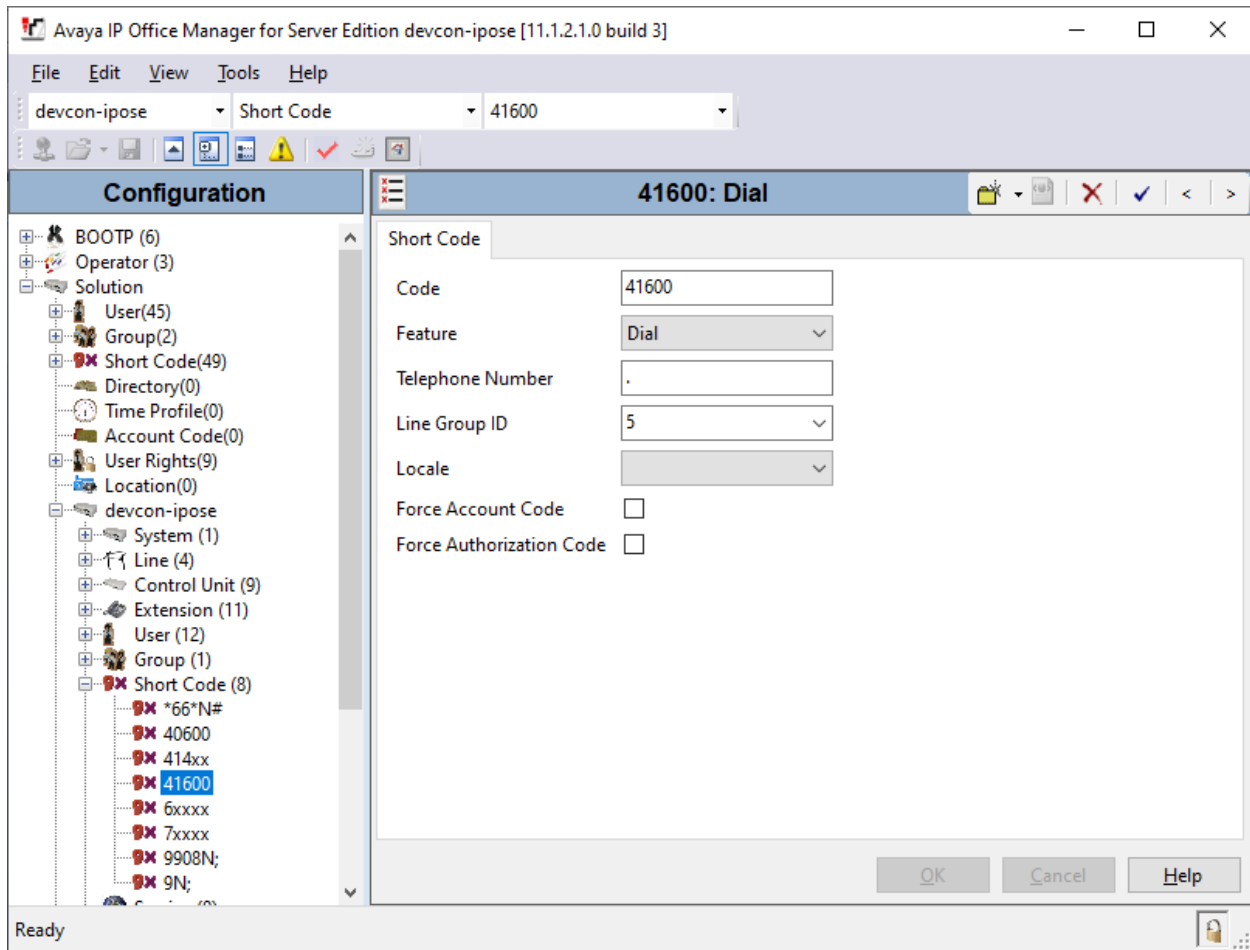 Avaya IP Office Manager for Server Edition devcon-ipose [11.1.2.1.0 build 3]
File Edit View Tools Help
devcon-ipose Short Code 41600
Configuration
41600: Dial
BOOTP (6)
Operator (3)
Solution
User(45)
Group(2)
Short Code(49)
Directory(0)
Time Profile(0)
Account Code(0)
User Rights(9)
Location(0)
devcon-ipose
System (1)
Line (4)
Control Unit (9)
Extension (11)
User (12)
Group (1)
Short Code (8)
*66*N#
40600
414xx
41600
6xxxx
7xxxx
9908N;
9N;
Short Code
Code 41600
Feature Dial
Telephone Number .
Line Group ID 5
Locale
Force Account Code
Force Authorization Code
OK Cancel Help
Ready